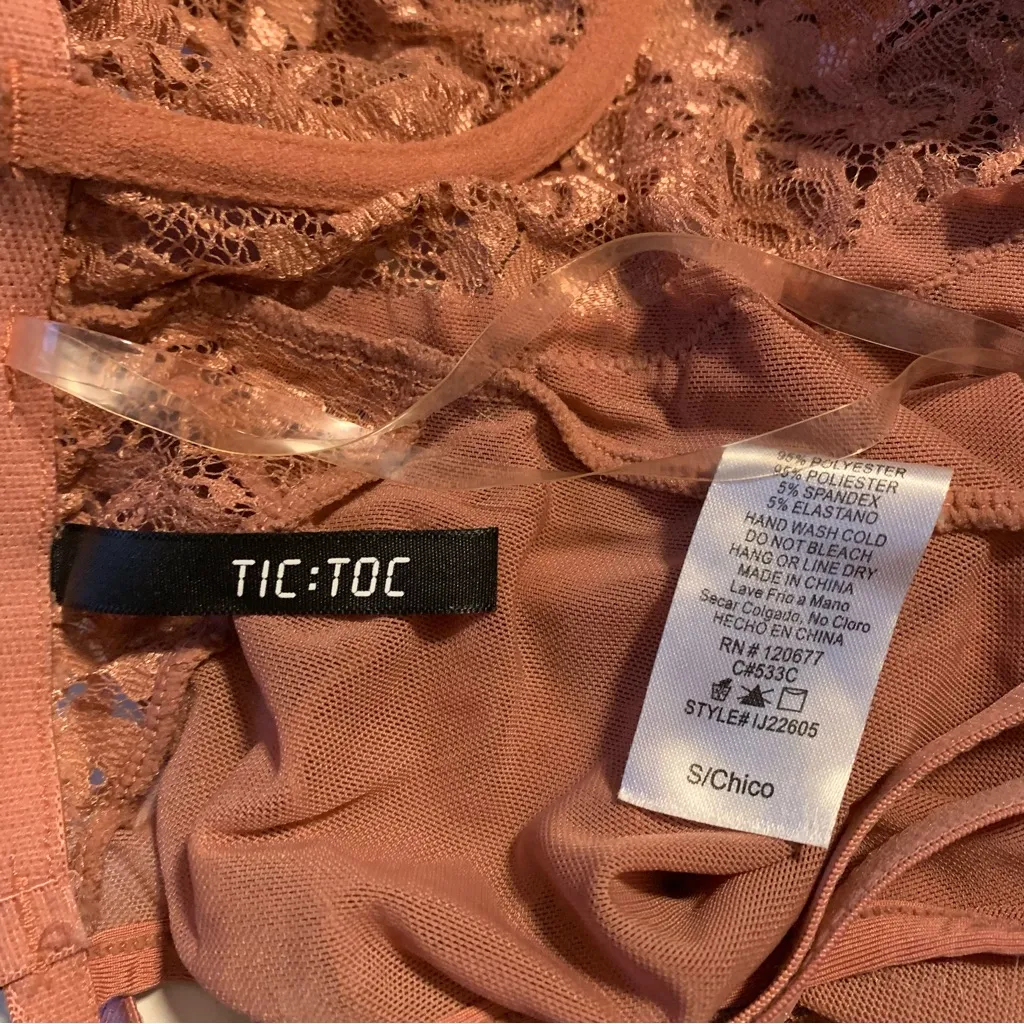 TIC:TOC
95% POLYESTER
95% POLIESTER
5% SPANDEX
5% ELASTANO
HAND WASH COLD
DO NOT BLEACH
HANG OR LINE DRY
MADE IN CHINA
Lave Frio a Mano
Secar Colgado, No Cloro
HECHO EN CHINA
RN # 120677
C#533C
STYLE# IJ22605
S/Chico